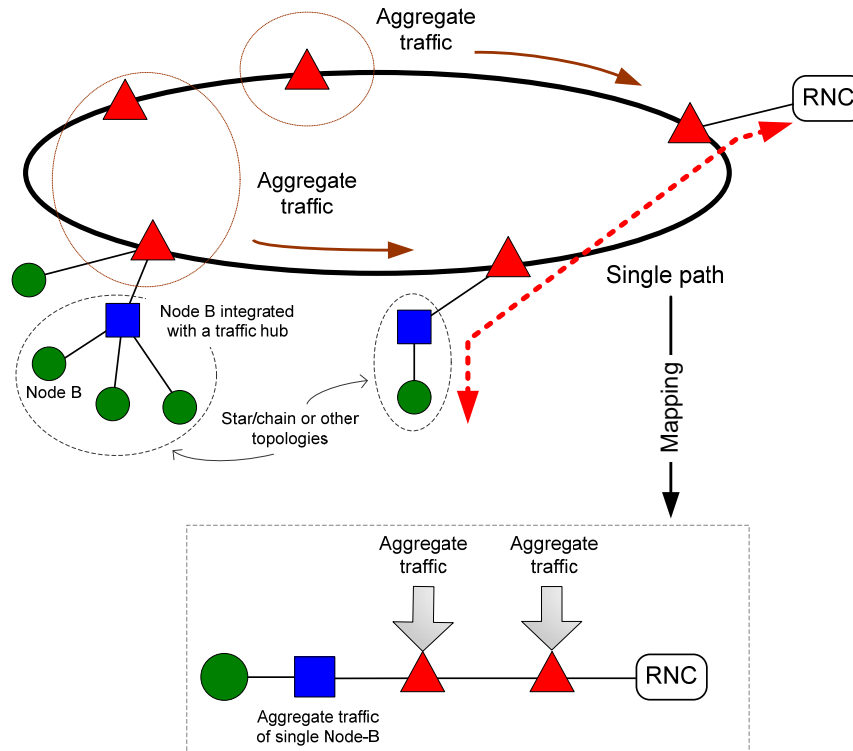 Aggregate
traffic
RNC
Aggregate
traffic
Single path
Node B integrated
with a traffic hub
Node B
Star/chain or other
topologies
Mapping
Aggregate
traffic
Aggregate
traffic
RNC
Aggregate traffic
of single Node-B